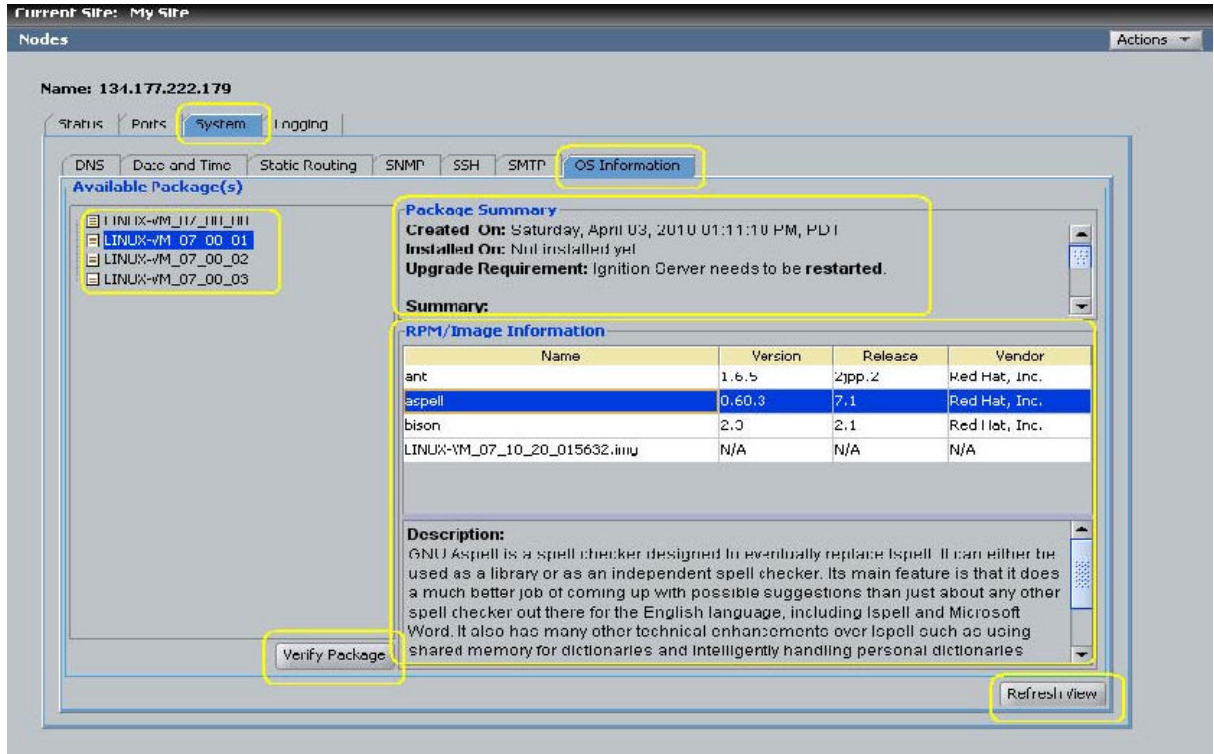 Current Site: My Site
Nodes
Actions
Name: 134.177.222.179
Status Ports System Logging
DNS Date and Time Static Routing SNMP SSH SMTP OS Information
Available Package(s)
LINUX-VM_07_00_00
LINUX-VM_07_00_01
LINUX-VM_07_00_02
LINUX-VM_07_00_03
Verify Package
Package Summary
Created On: Saturday, April 03, 2010 01:11:10 PM, PDT
Installed On: Not installed yet
Upgrade Requirement: Ignition Server needs to be restarted.
Summary:
RPM/Image Information
Name Version Release Vendor
ant 1.6.5 2jpp.2 Red Hat, Inc.
aspell 0.60.3 7.1 Red Hat, Inc.
bison 2.3 2.1 Red Hat, Inc.
LINUX-VM_07_10_20_015632.img N/A N/A N/A
Description:
GNU Aspell is a spell checker designed to eventually replace Ispell. It can either be
used as a library or as an independent spell checker. Its main feature is that it does
a much better job of coming up with possible suggestions than just about any other
spell checker out there for the English language, including Ispell and Microsoft
Word. It also has many other technical enhancements over Ispell such as using
shared memory for dictionaries and intelligently handling personal dictionaries
Refresh View